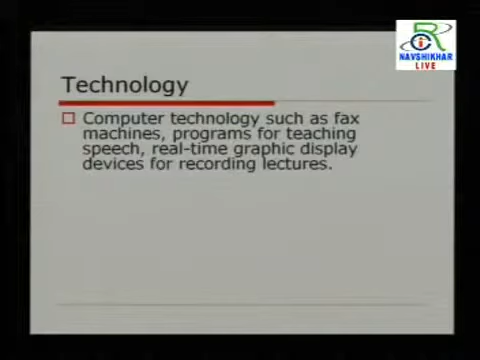 NAVSHIKHAR
LIVE
Technology
Computer technology such as fax
machines, programs for teaching
speech, real-time graphic display
devices for recording lectures.